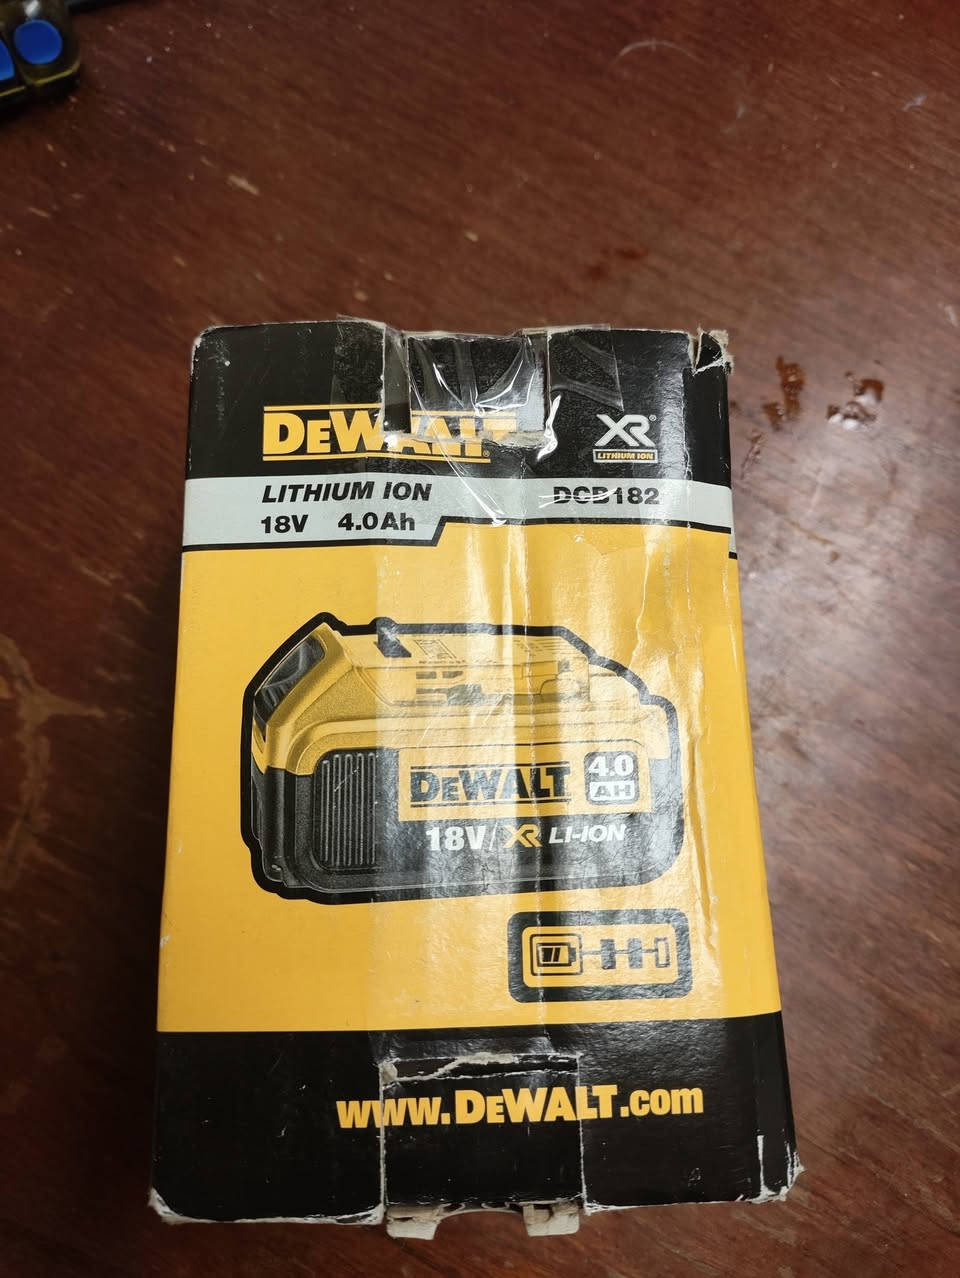 DEWALT
XR®
LITHIUM ION
LITHIUM ION
DCB182
18V 4.0Ah
DEWALT
4.0
AH
18V/XR LI-ION
www.DEWALT.com